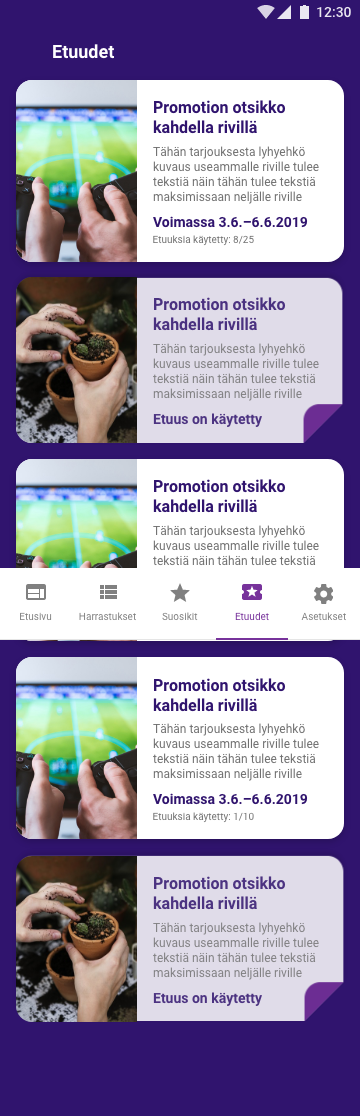 12:30
Etuudet
Promotion otsikko
kahdella rivillä
Tähän tarjouksesta lyhyehkö
kuvaus useammalle riville tulee
tekstiä näin tähän tulee tekstiä
maksimissaan neljälle riville
Voimassa 3.6.–6.6.2019
Etuuksia käytetty: 8/25
Promotion otsikko
kahdella rivillä
Tähän tarjouksesta lyhyehkö
kuvaus useammalle riville tulee
tekstiä näin tähän tulee tekstiä
maksimissaan neljälle riville
Etuus on käytetty
Promotion otsikko
kahdella rivillä
Tähän tarjouksesta lyhyehkö
kuvaus useammalle riville tulee
tekstiä näin tähän tulee tekstiä
Etusivu
Harrastukset
Suosikit
Etuudet
Asetukset
Promotion otsikko
kahdella rivillä
Tähän tarjouksesta lyhyehkö
kuvaus useammalle riville tulee
tekstiä näin tähän tulee tekstiä
maksimissaan neljälle riville
Voimassa 3.6.–6.6.2019
Etuuksia käytetty: 1/10
Promotion otsikko
kahdella rivillä
Tähän tarjouksesta lyhyehkö
kuvaus useammalle riville tulee
tekstiä näin tähän tulee tekstiä
maksimissaan neljälle riville
Etuus on käytetty